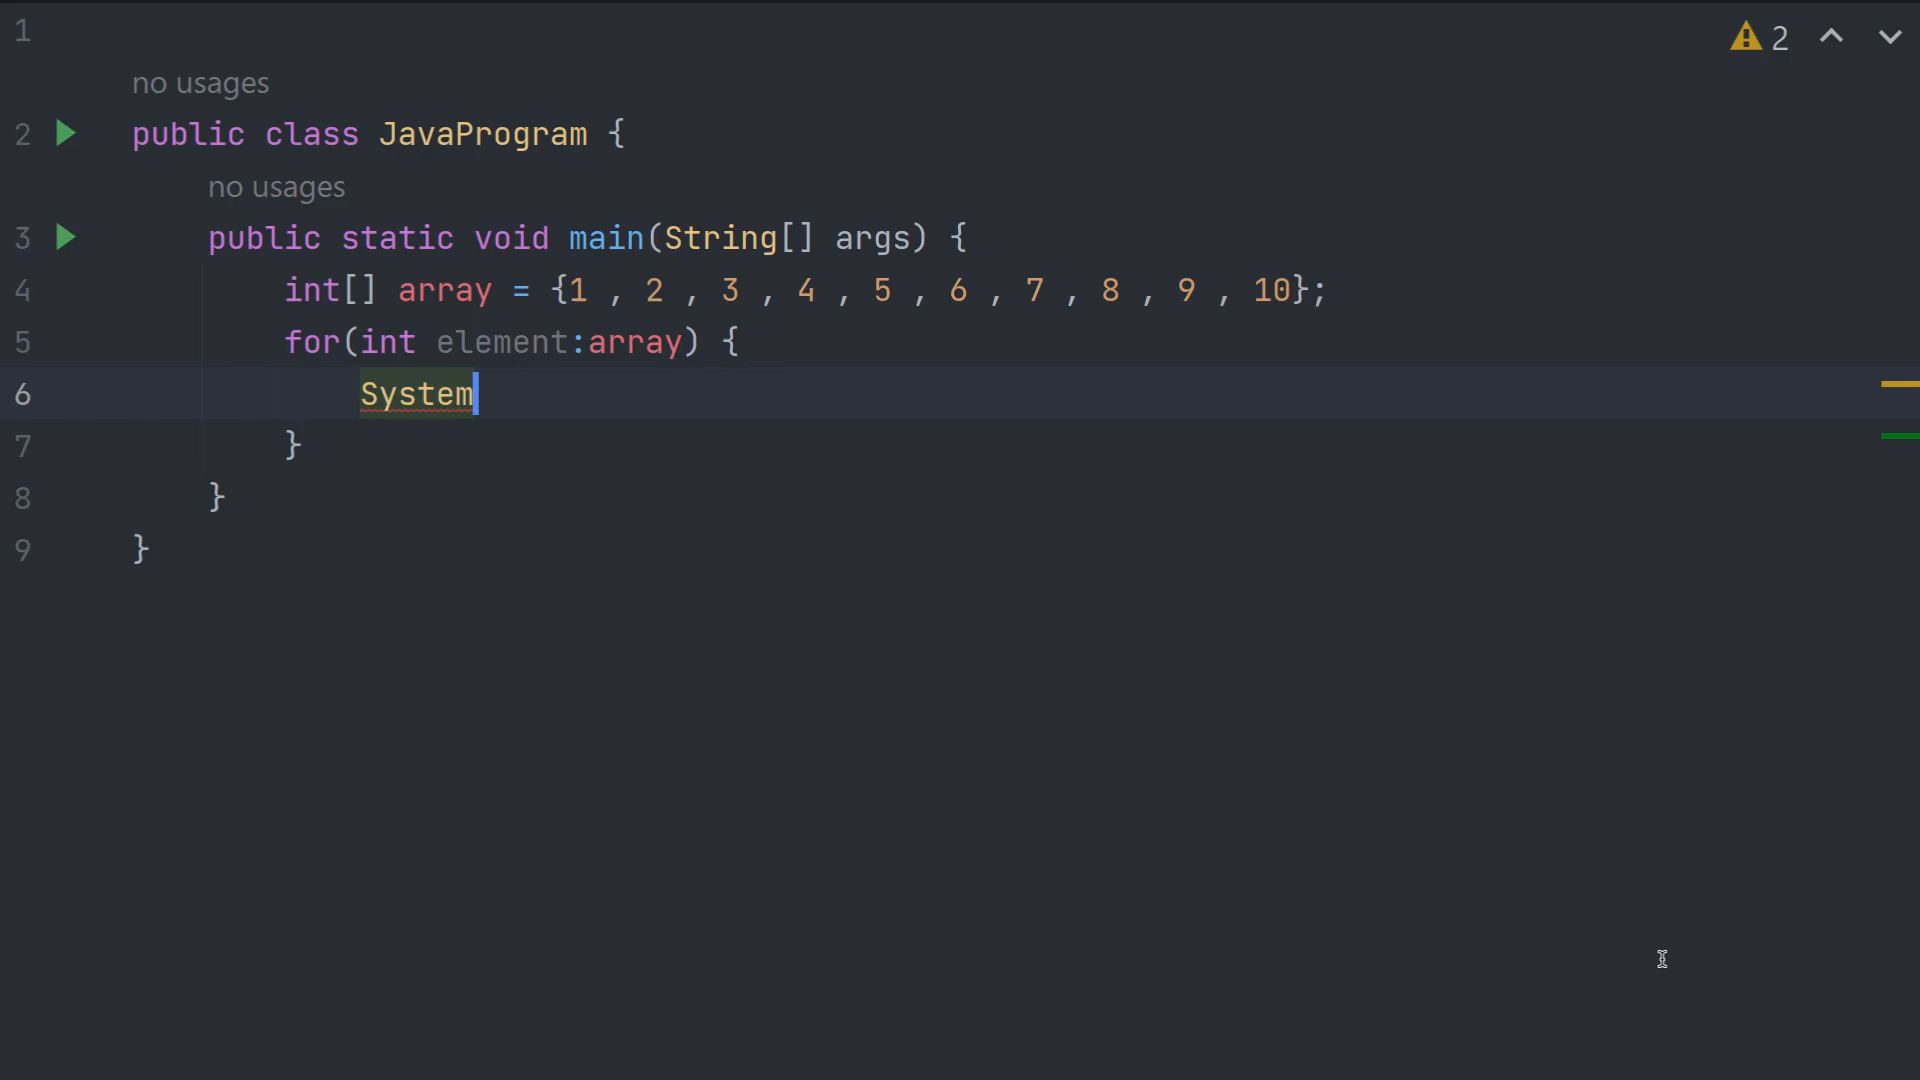 1
2
no usages
2 public class JavaProgram {
no usages
3 public static void main(String[] args) {
4 int[] array = {1 , 2 , 3 , 4 , 5 , 6 , 7 , 8 , 9 , 10};
5 for(int element:array) {
6 System
7 }
8 }
9 }